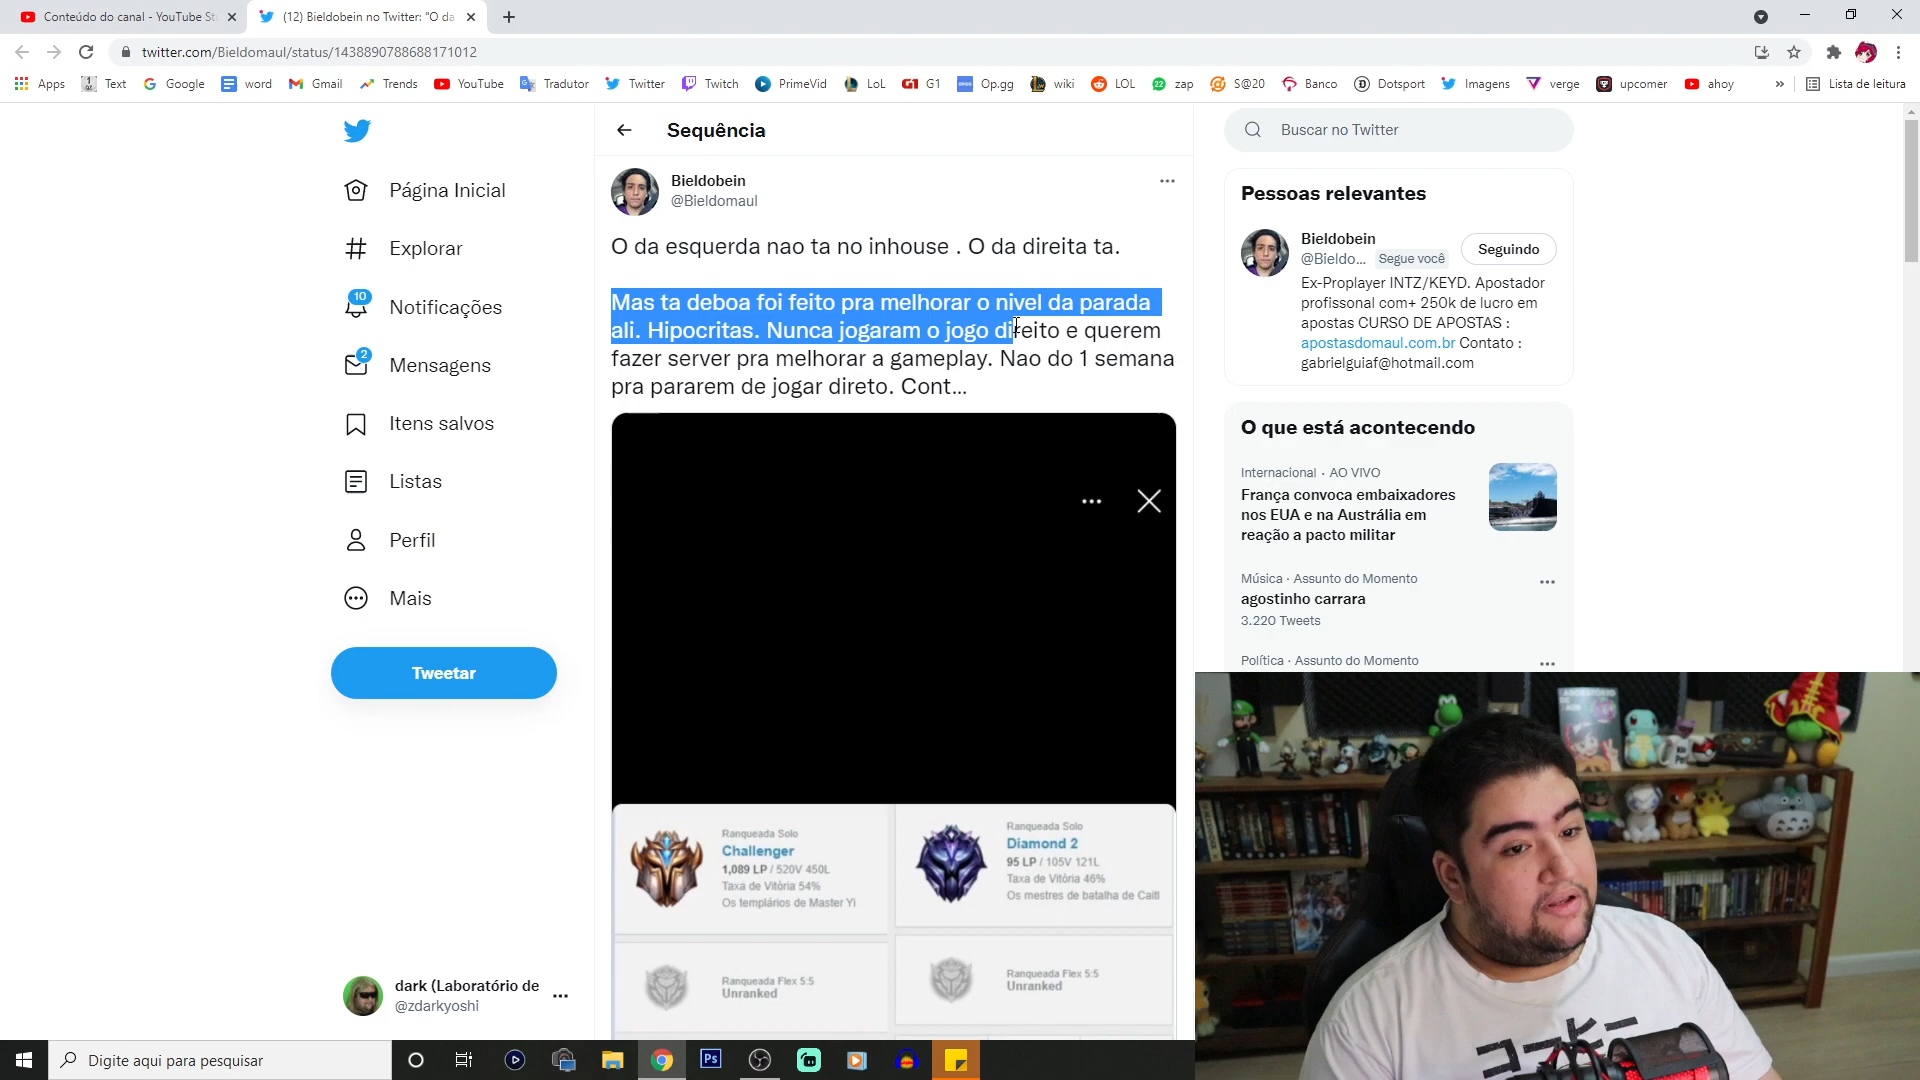 Conteúdo do canal - YouTube St
(12) Bieldobein no Twitter: "O da
twitter.com/Bieldomaul/status/1438890788688171012
Apps
Text
Google
word
Gmail
Trends
YouTube
Tradutor
Twitter
Twitch
PrimeVid
LoL
G1
Op.gg
wiki
LOL
zap
S@20
Banco
Dotsport
Imagens
verge
upcomer
ahoy
»
Lista de leitura
Página Inicial
Explorar
10
Notificações
2
Mensagens
Itens salvos
Listas
Perfil
Mais
Tweetar
dark (Laboratório de
@zdarkyoshi
Sequência
Bieldobein
@Bieldomaul
O da esquerda nao ta no inhouse . O da direita ta.
Mas ta deboa foi feito pra melhorar o nivel da parada
ali. Hipocritas. Nunca jogaram o jogo direito e querem
fazer server pra melhorar a gameplay. Nao do 1 semana
pra pararem de jogar direto. Cont...
Ranqueada Solo
Challenger
1,089 LP / 520V 450L
Taxa de Vitória 54%
Os templários de Master Yi
Ranqueada Flex 5:5
Unranked
Ranqueada Solo
Diamond 2
95 LP / 105V 121L
Taxa de Vitória 46%
Os mestres de batalha de Caitl
Ranqueada Flex 5:5
Unranked
Buscar no Twitter
Pessoas relevantes
Bieldobein
@Bieldo...
Segue você
Seguindo
Ex-Proplayer INTZ/KEYD. Apostador
profissional com+ 250k de lucro em
apostas CURSO DE APOSTAS :
apostasdomaul.com.br Contato :
gabrielguiaf@hotmail.com
O que está acontecendo
Internacional · AO VIVO
França convoca embaixadores
nos EUA e na Austrália em
reação a pacto militar
Música · Assunto do Momento
agostinho carrara
3.220 Tweets
Política · Assunto do Momento
Digite aqui para pesquisar
Ps